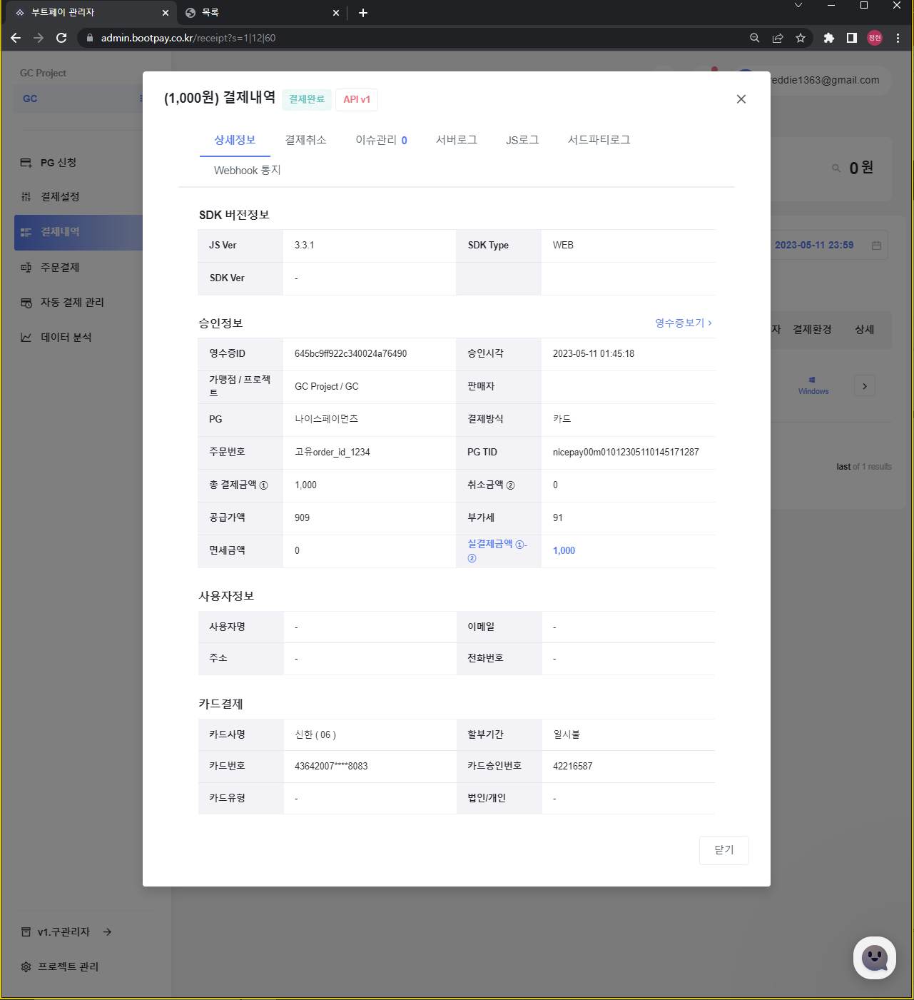 부트페이 관리자
목록
admin.bootpay.co.kr/receipt?s=1|12|60
정현
GC Project
GC
reddie1363@gmail.com
PG 신청
결제설정
결제내역
주문결제
자동 결제 관리
데이터 분석
0 원
2023-05-11 23:59
자 결제환경 상세
Windows
last of 1 results
(1,000원) 결제내역 결제완료 API v1
상세정보 결제취소 이슈관리 0 서버로그 JS로그 서드파티로그
Webhook 통지
SDK 버전정보
JS Ver 3.3.1 SDK Type WEB
SDK Ver -
승인정보 영수증보기 >
영수증ID 645bc9ff922c340024a76490 승인시각 2023-05-11 01:45:18
가맹점 / 프로젝
트 GC Project / GC 판매자
PG 나이스페이먼츠 결제방식 카드
주문번호 고유order_id_1234 PG TID nicepay00m01012305110145171287
총 결제금액 ① 1,000 취소금액 ② 0
공급가액 909 부가세 91
면세금액 0 실결제금액 ①-
② 1,000
사용자정보
사용자명 - 이메일 -
주소 - 전화번호 -
카드결제
카드사명 신한 ( 06 ) 할부기간 일시불
카드번호 43642007****8083 카드승인번호 42216587
카드유형 - 법인/개인 -
닫기
v1.구관리자
프로젝트 관리